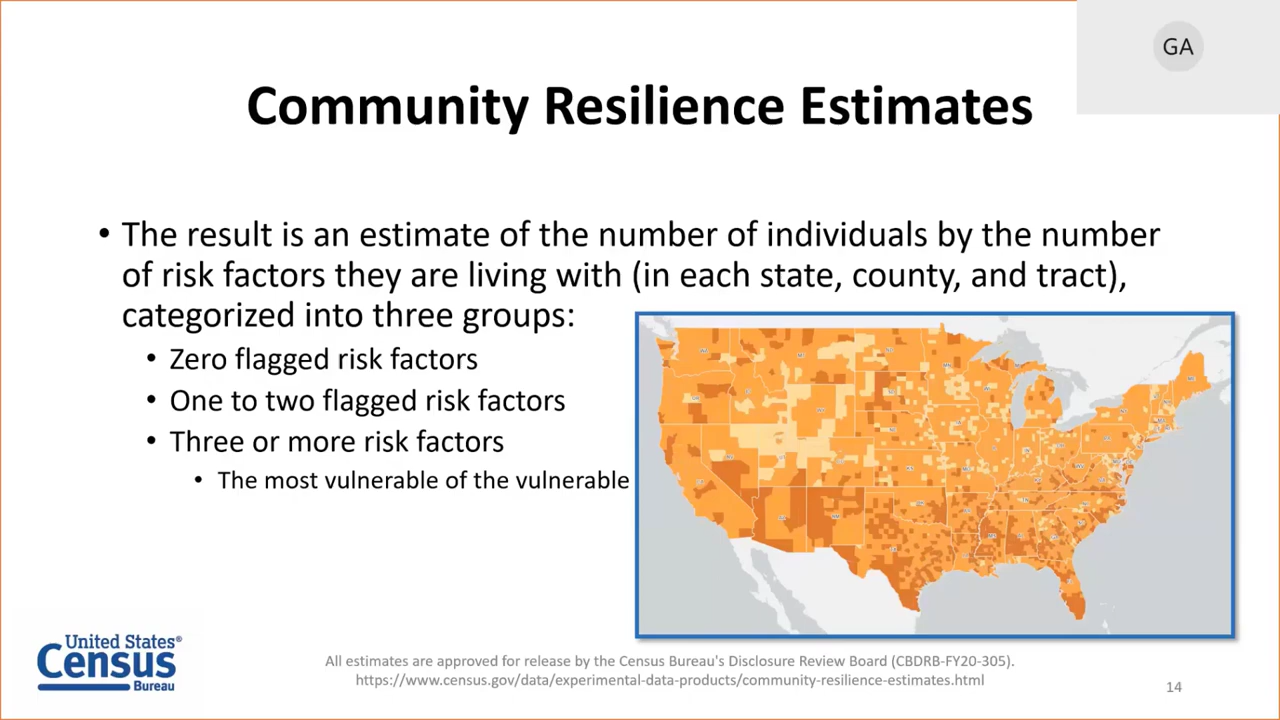 GA
Community Resilience Estimates
• The result is an estimate of the number of individuals by the number
of risk factors they are living with (in each state, county, and tract),
categorized into three groups:
• Zero flagged risk factors
• One to two flagged risk factors
• Three or more risk factors
• The most vulnerable of the vulnerable
United States®
Census
Bureau
All estimates are approved for release by the Census Bureau's Disclosure Review Board (CBDRB-FY20-305).
https://www.census.gov/data/experimental-data-products/community-resilience-estimates.html
14